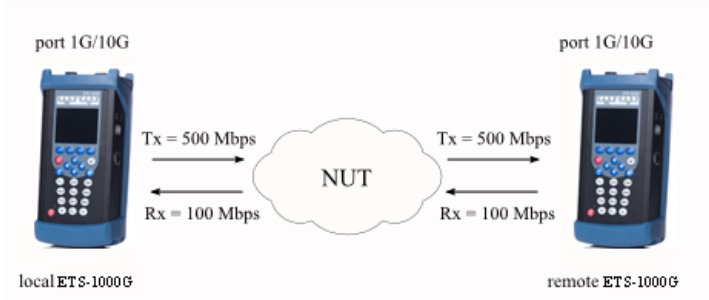 port 1G/10G
port 1G/10G
Tx = 500 Mbps
Tx = 500 Mbps
NUT
Rx = 100 Mbps
Rx = 100 Mbps
local ETS-1000G
remote ETS-1000G